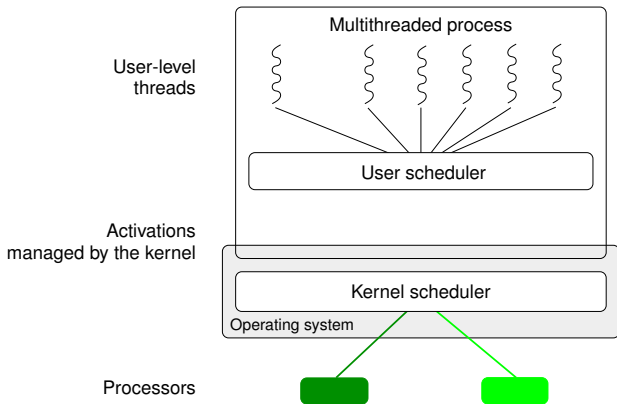 Multithreaded process
User-level
threads
User scheduler
Activations
managed by the kernel
Kernel scheduler
Operating system
Processors